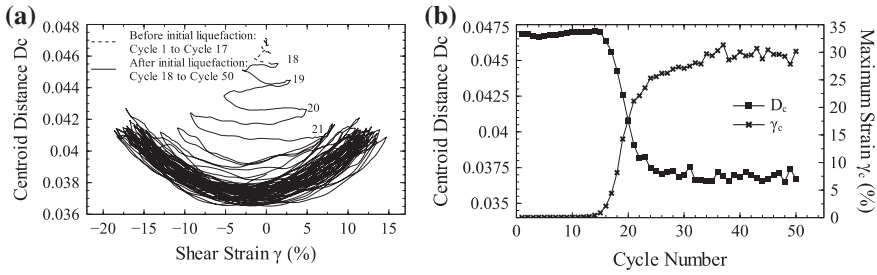 (a)
0.048
0.046
0.044
0.042
0.04
0.038
0.036
Centroid Distance Dc
Before initial liquefaction:
Cycle 1 to Cycle 17
After initial liquefaction:
Cycle 18 to Cycle 50
18
19
20
21
−20 −15 −10 −5 0 5 10 15
Shear Strain γ (%)
(b)
0.0475
0.045
0.0425
0.04
0.0375
0.035
Centroid Distance Dc
35
30
25
20
15
10
5
0
Maximum Strain γc (%)
Dc
γc
0 10 20 30 40 50 60
Cycle Number